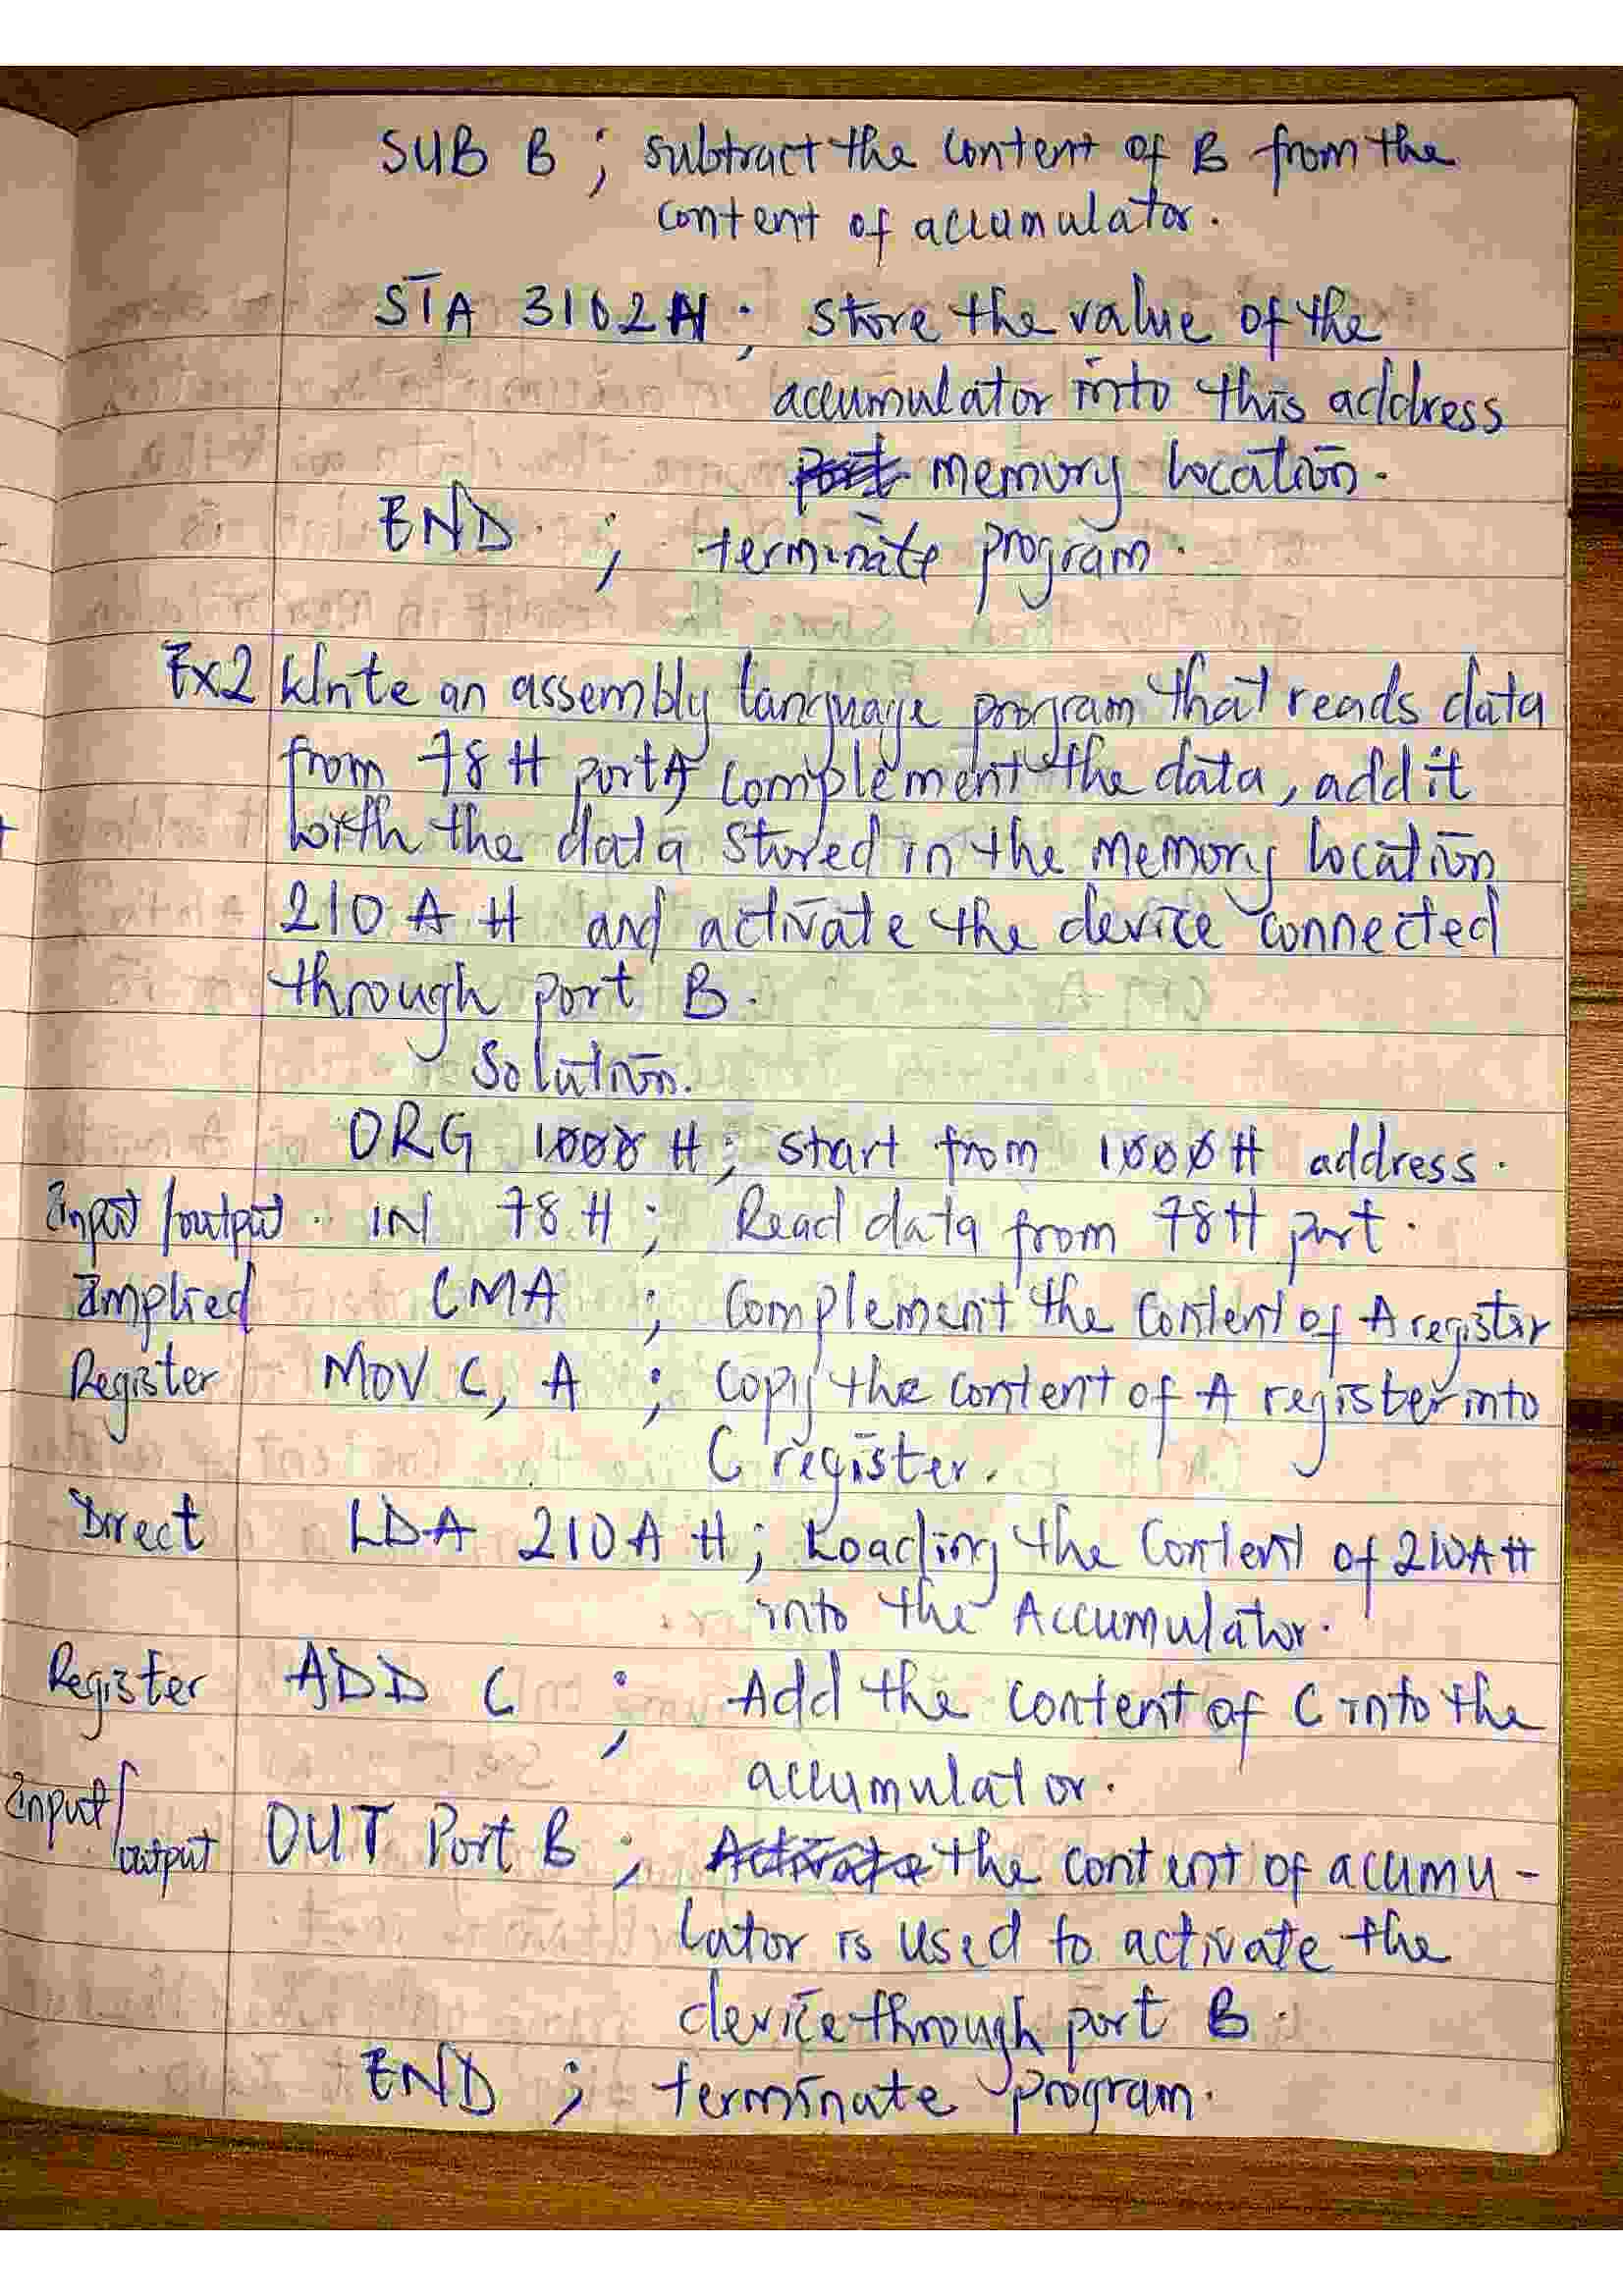 SUB B ; subtract the content of B from the
content of accumulator.
STA 3102H ; store the value of the
accumulator into this address
memory location.
END ; terminate program.
Ex2 Write an assembly language program that reads data
from 78H port A complement the data, add it
with the data stored in the memory location
210A H and activate the device connected
through port B.
Solution.
ORG 1000 H ; start from 1000H address.
Input/output IN 78 H ; Read data from 78H port.
Implied CMA ; Complement the content of A register
Register MOV C, A ; Copy the content of A register into
C register.
Direct LDA 210A H ; Loading the content of 210AH
into the Accumulator.
Register ADD C ; Add the content of C into the
accumulator.
Input/output OUT Port B ; the content of acumu-
lator is used to activate the
device through port B.
END ; terminate program.